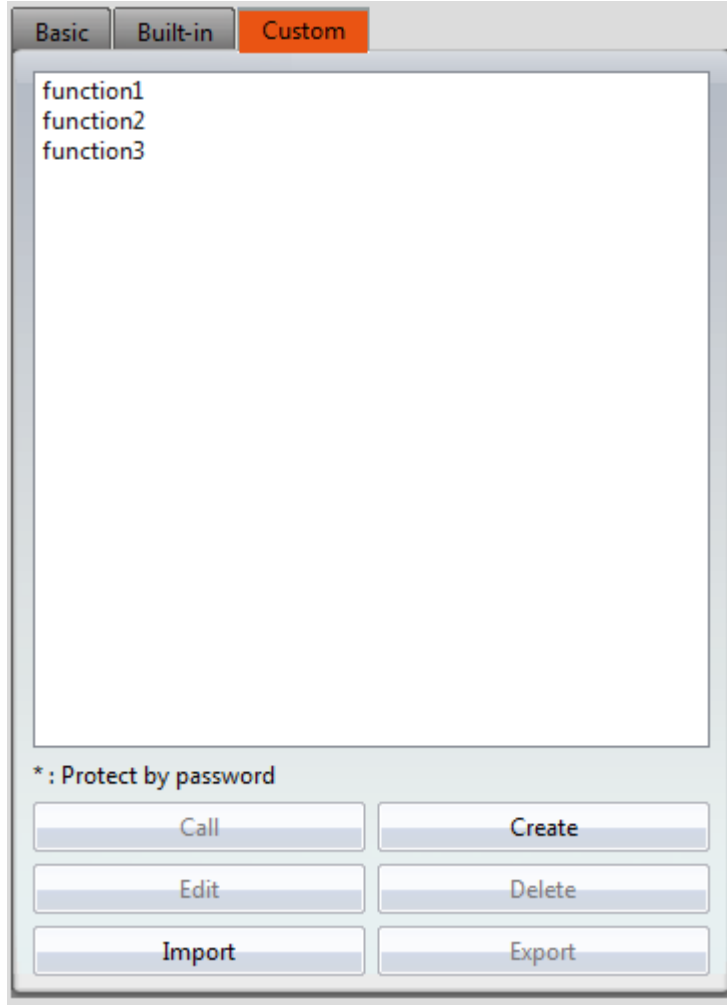 Basic Built-in Custom
function1
function2
function3
* : Protect by password
Call Create
Edit Delete
Import Export